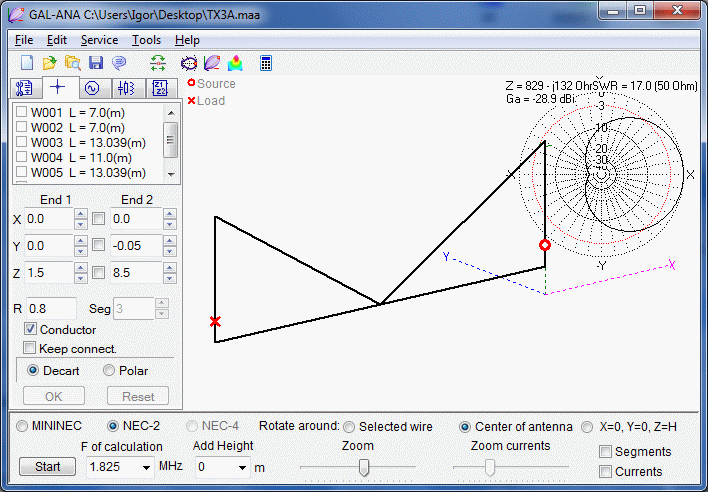 GAL-ANA C:\Users\Igor\Desktop\TX3A.maa
File Edit Service Tools Help
Source
Load
Z = 829 - j132 OhrSWR = 17.0 (50 Ohm)
Ga = -28.9 dBi
Y
0
-3
-10
-20
-30
X X
-Y
Y
X
W001 L = 7.0(m)
W002 L = 7.0(m)
W003 L = 13.039(m)
W004 L = 11.0(m)
W005 L = 13.039(m)
End 1 End 2
X 0.0 0.0
Y 0.0 -0.05
Z 1.5 8.5
R 0.8 Seg 3
Conductor
Keep connect.
Decart Polar
OK Reset
MININEC NEC-2 NEC-4 Rotate around: Selected wire Center of antenna X=0, Y=0, Z=H
F of calculation Add Height Zoom Zoom currents Segments
Start 1.825 MHz 0 m Currents